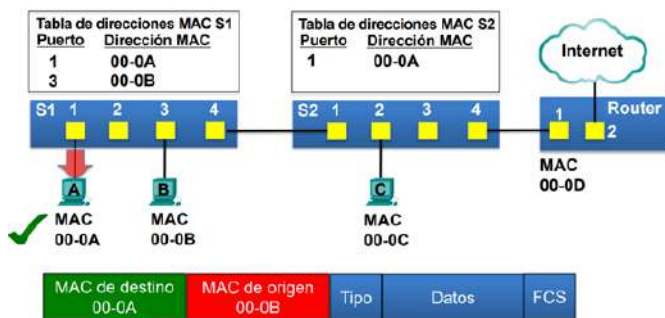 Tabla de direcciones MAC S1
Puerto Dirección MAC
1 00-0A
3 00-0B
Tabla de direcciones MAC S2
Puerto Dirección MAC
1 00-0A
Internet
S1 1 2 3 4
S2 1 2 3 4
1 Router
2
A
B
C
MAC
00-0A
MAC
00-0B
MAC
00-0C
MAC
00-0D
MAC de destino
00-0A
MAC de origen
00-0B
Tipo
Datos
FCS